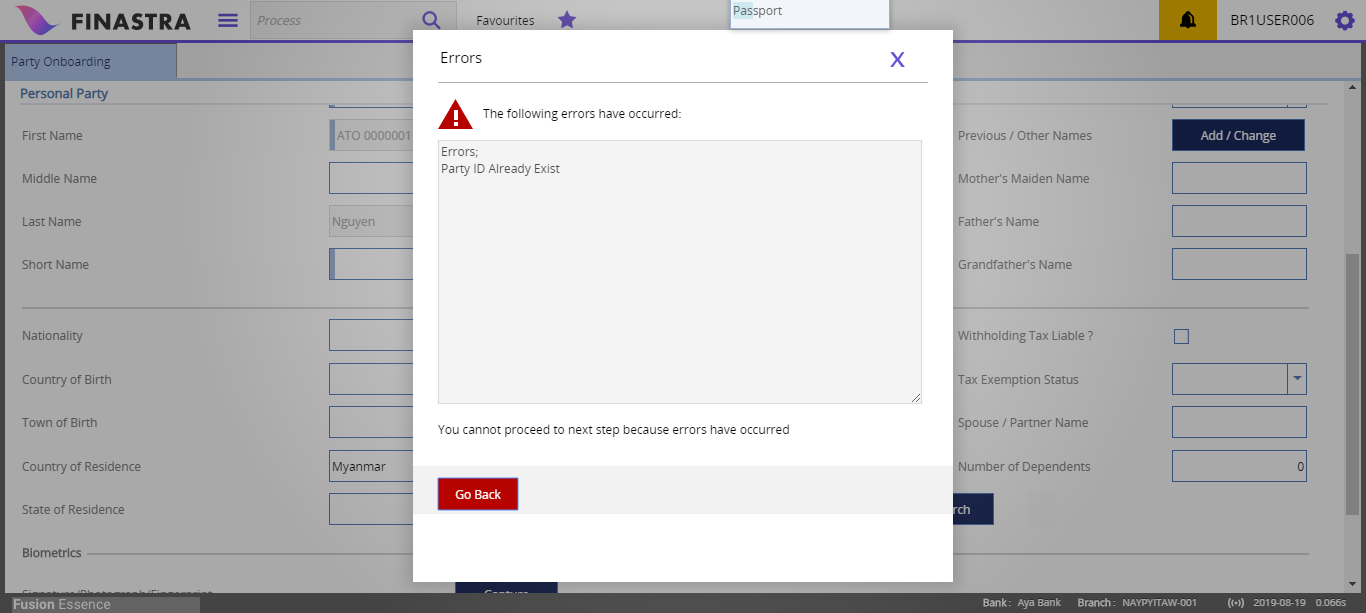 FINASTRA
Process
Favourites
Passport
BR1USER006
Party Onboarding
Errors
X
The following errors have occurred:
Errors;
Party ID Already Exist
You cannot proceed to next step because errors have occurred
Go Back
Personal Party
First Name
ATO 0000001
Previous / Other Names
Add / Change
Middle Name
Mother's Maiden Name
Last Name
Nguyen
Father's Name
Short Name
Grandfather's Name
Nationality
Withholding Tax Liable ?
Country of Birth
Tax Exemption Status
Town of Birth
Spouse / Partner Name
Country of Residence
Myanmar
Number of Dependents
0
State of Residence
rch
Biometrics
Signature/Photograph/Fingerprint
Capture
Fusion Essence
Bank : Aya Bank Branch : NAYPYITAW-001 2019-08-19 0.066s